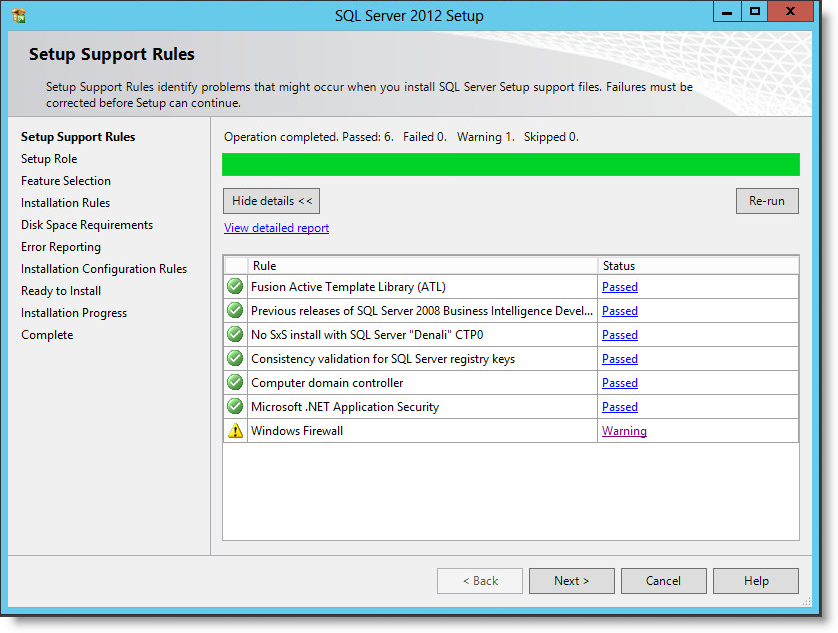 SQL Server 2012 Setup
Setup Support Rules
Setup Support Rules identify problems that might occur when you install SQL Server Setup support files. Failures must be
corrected before Setup can continue.
Setup Support Rules
Setup Role
Feature Selection
Installation Rules
Disk Space Requirements
Error Reporting
Installation Configuration Rules
Ready to Install
Installation Progress
Complete
Operation completed. Passed: 6.   Failed 0.   Warning 1.   Skipped 0.
Hide details <<
Re-run
View detailed report
Rule Status
Fusion Active Template Library (ATL) Passed
Previous releases of SQL Server 2008 Business Intelligence Devel... Passed
No SxS install with SQL Server "Denali" CTP0 Passed
Consistency validation for SQL Server registry keys Passed
Computer domain controller Passed
Microsoft .NET Application Security Passed
Windows Firewall Warning
< Back
Next >
Cancel
Help